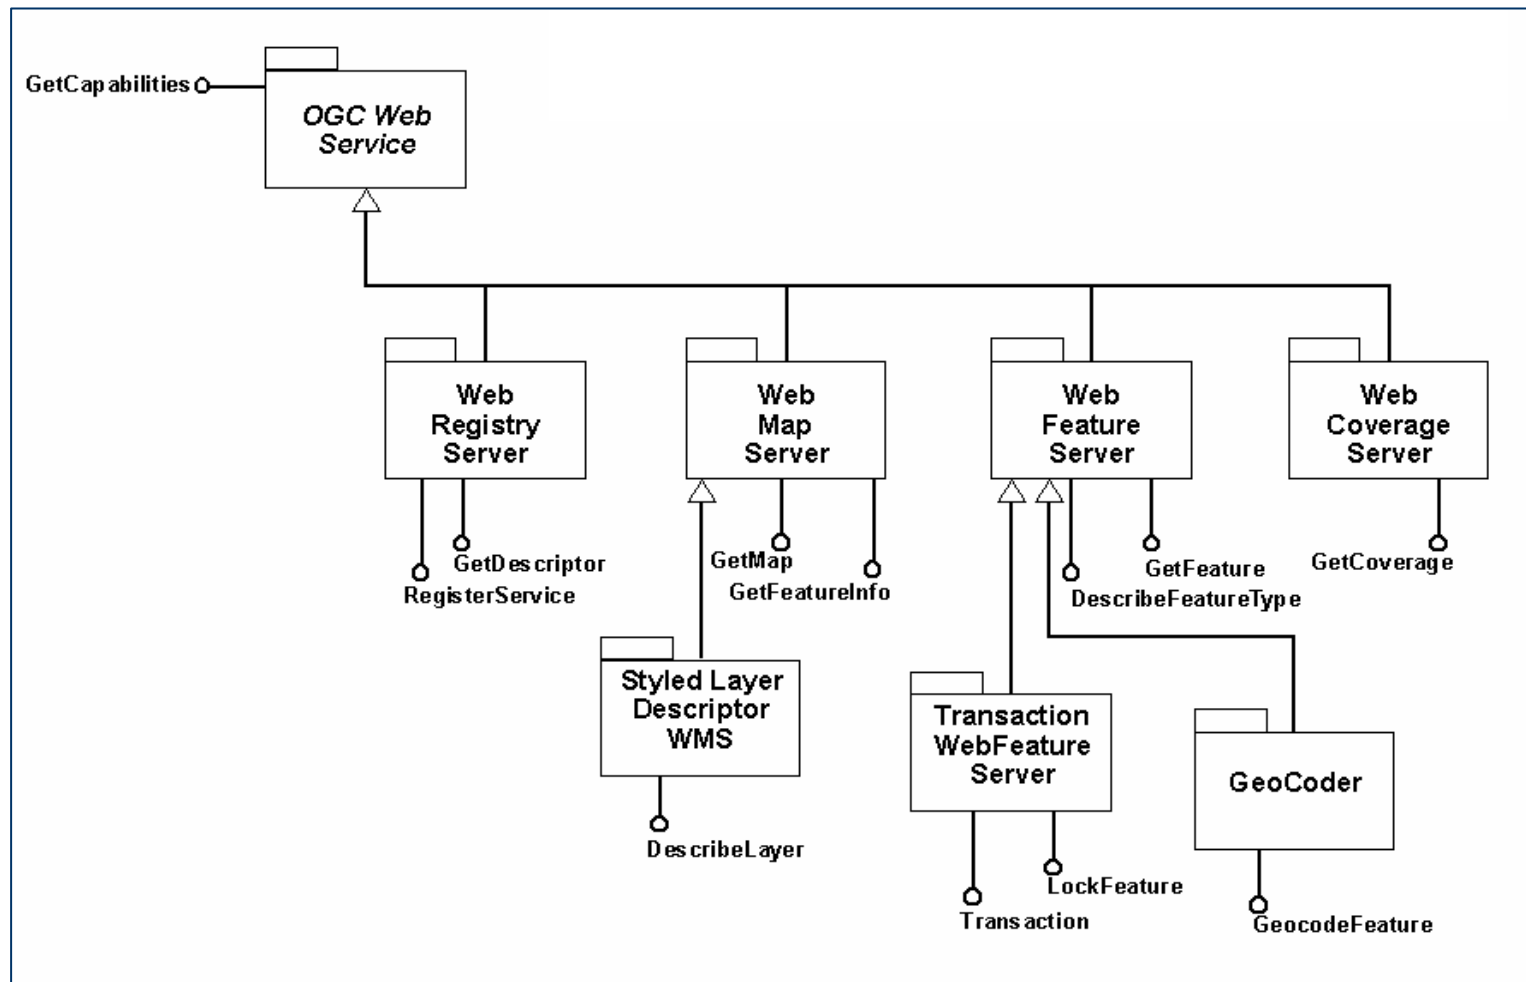 GetCapabilities
OGC Web
Service
Web
Registry
Server
Web
Map
Server
Web
Feature
Server
Web
Coverage
Server
GetDescriptor
RegisterService
GetMap
GetFeatureInfo
GetFeature
DescribeFeatureType
GetCoverage
Styled Layer
Descriptor
WMS
Transaction
WebFeature
Server
GeoCoder
DescribeLayer
LockFeature
Transaction
GeocodeFeature